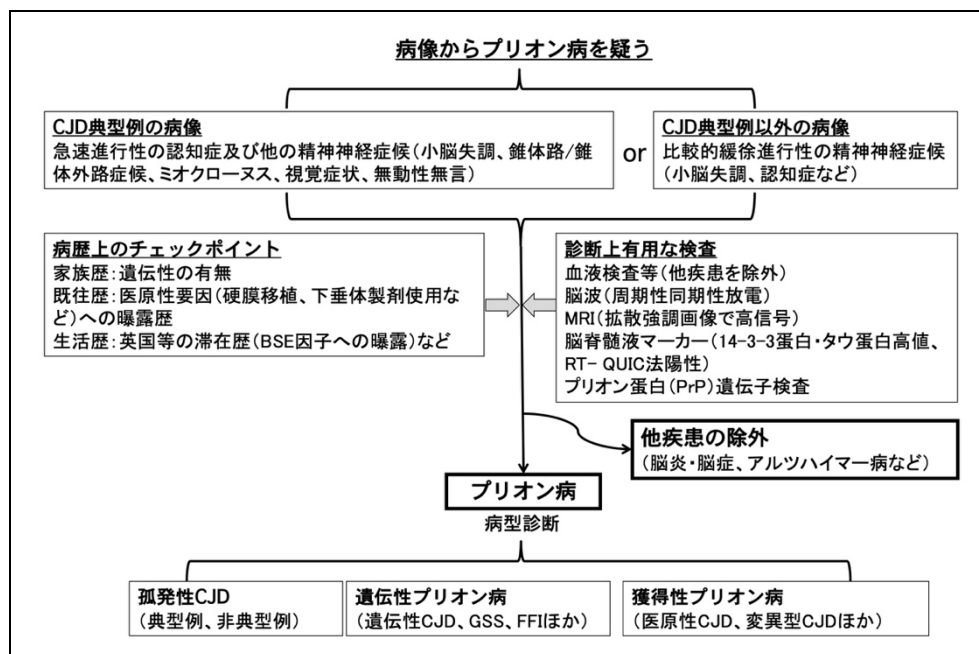 病像からプリオン病を疑う
CJD典型例の病像
急速進行性の認知症及び他の精神神経症候(小脳失調、錐体路/錐
体外路症候、ミオクローヌス、視覚症状、無動性無言)
or
CJD典型例以外の病像
比較的緩徐進行性の精神神経症候
(小脳失調、認知症など)
病歴上のチェックポイント
家族歴:遺伝性の有無
既往歴:医原性要因(硬膜移植、下垂体製剤使用な
ど)への曝露歴
生活歴:英国等の滞在歴(BSE因子への曝露)など
診断上有用な検査
血液検査等(他疾患を除外)
脳波(周期性同期性放電)
MRI(拡散強調画像で高信号)
脳脊髄液マーカー(14-3-3蛋白・タウ蛋白高値、
RT- QUIC法陽性)
プリオン蛋白(PrP)遺伝子検査
他疾患の除外
(脳炎・脳症、アルツハイマー病など)
プリオン病
病型診断
孤発性CJD
(典型例、非典型例)
遺伝性プリオン病
(遺伝性CJD、GSS、FFIほか)
獲得性プリオン病
(医原性CJD、変異型CJDほか)